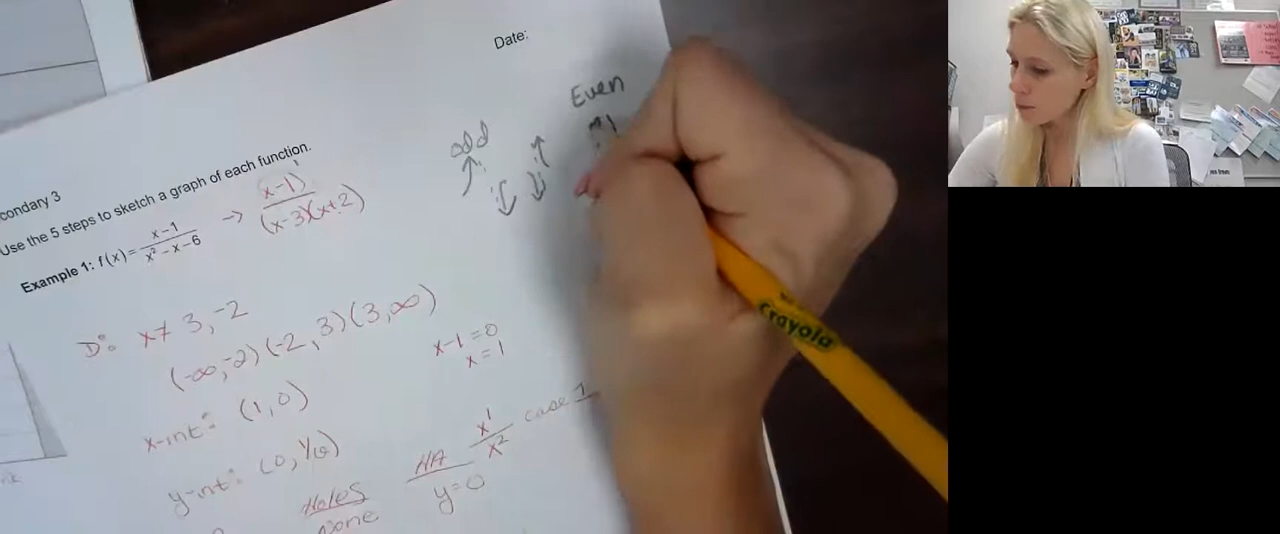 Date:
condary 3
Use the 5 steps to sketch a graph of each function.
Example 1: f(x) = x-1 / x² - x - 6 → (x-1) / (x-3)(x+2)
odd
Even
D: x ≠ 3, -2
(-∞, -2) (-2, 3) (3, ∞)
x-1=0
x=1
x-int: (1, 0)
y-int: (0, 1/6)
Holes
none
HA
y=0
x¹ / x² case 1
Crayola